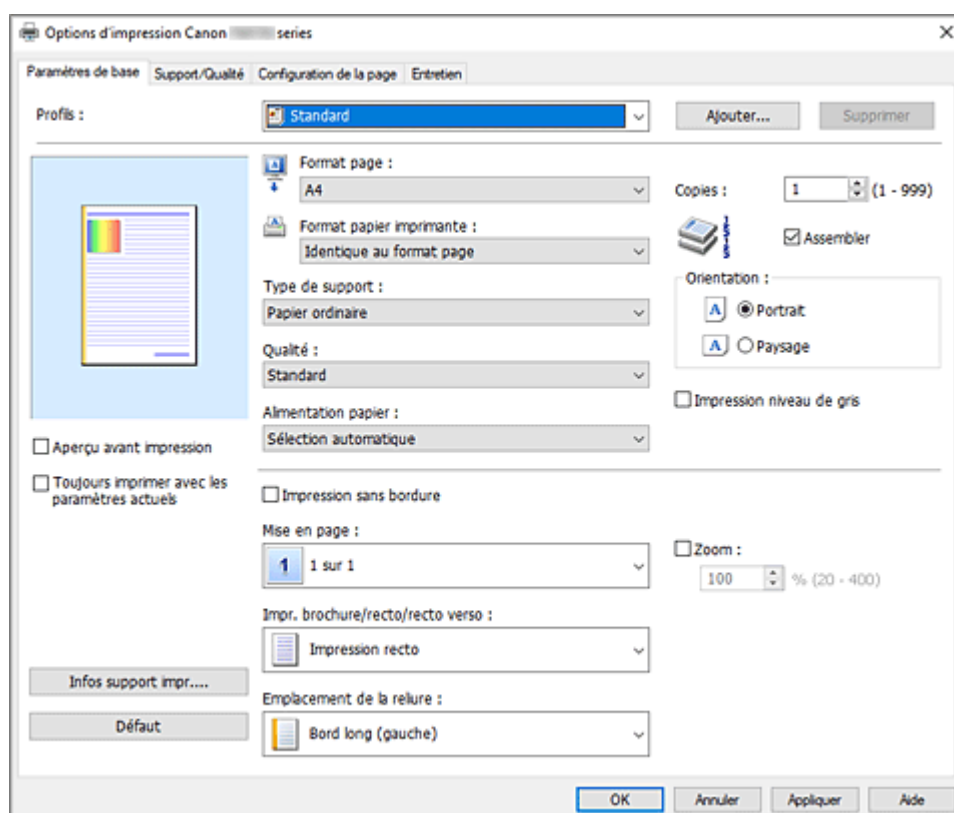 Options d'impression Canon series
Paramètres de base Support/Qualité Configuration de la page Entretien
Profils : Standard Ajouter... Supprimer
Format page :
A4
Copies : 1 (1 - 999)
Format papier imprimante :
Identique au format page
Assembler
Type de support :
Papier ordinaire
Orientation :
A Portrait
A Paysage
Qualité :
Standard
Impression niveau de gris
Alimentation papier :
Sélection automatique
Aperçu avant impression
Toujours imprimer avec les
paramètres actuels
Impression sans bordure
Mise en page :
1 1 sur 1
Zoom :
100 % (20 - 400)
Impr. brochure/recto/recto verso :
Impression recto
Infos support impr....
Emplacement de la reliure :
Défaut
Bord long (gauche)
OK Annuler Appliquer Aide